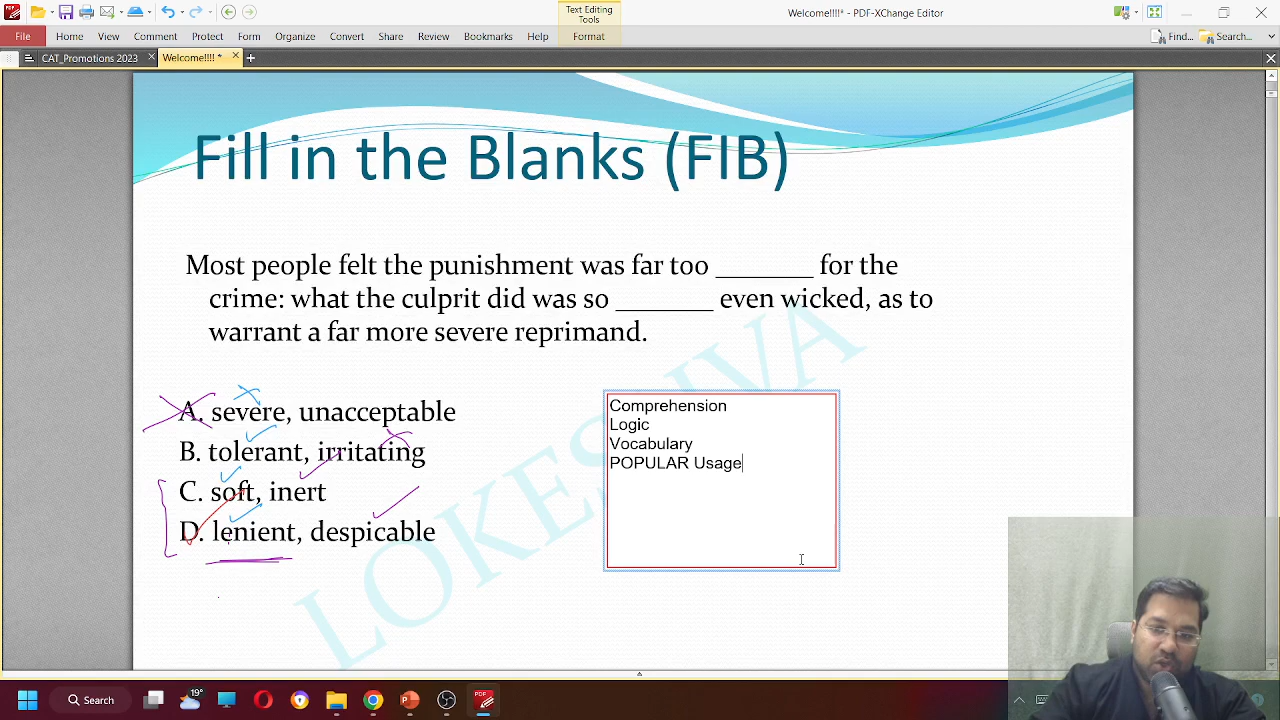 Text Editing
Tools
Welcome!!!!* - PDF-XChange Editor
File Home View Comment Protect Form Organize Convert Share Review Bookmarks Help Format Find... Search...
CAT_Promotions 2023 Welcome!!!! *
Fill in the Blanks (FIB)
Most people felt the punishment was far too ________ for the
crime: what the culprit did was so ________ even wicked, as to
warrant a far more severe reprimand.
A. severe, unacceptable
B. tolerant, irritating
C. soft, inert
D. lenient, despicable
Comprehension
Logic
Vocabulary
POPULAR Usage
LOKESH
Search
19°
PDF